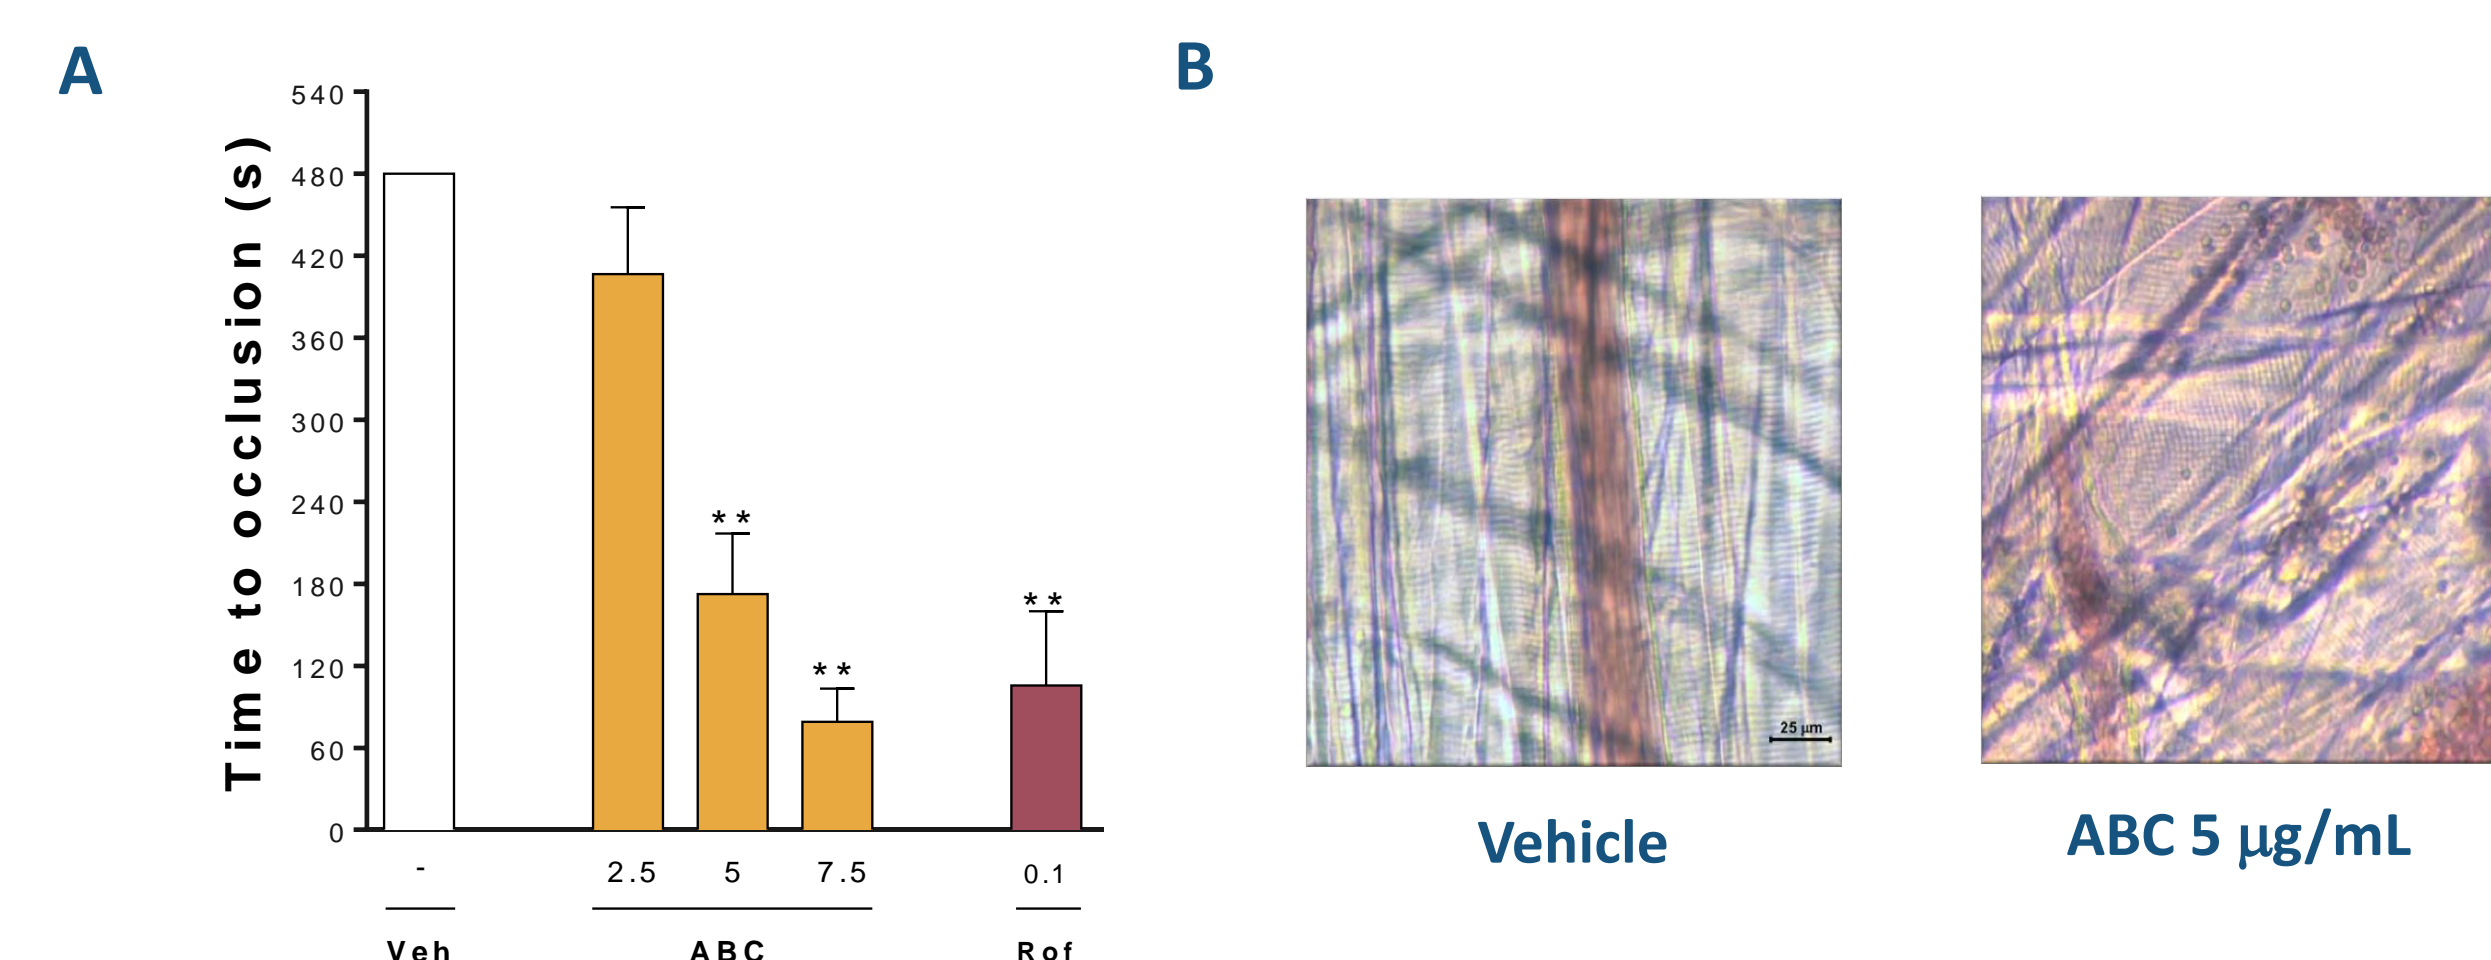 A
B
Time to occlusion (s)
540
480
420
360
300
240
180
120
60
0
**
**
**
-
2.5
5
7.5
0.1
Veh
ABC
Rof
25 µm
Vehicle
ABC 5 µg/mL